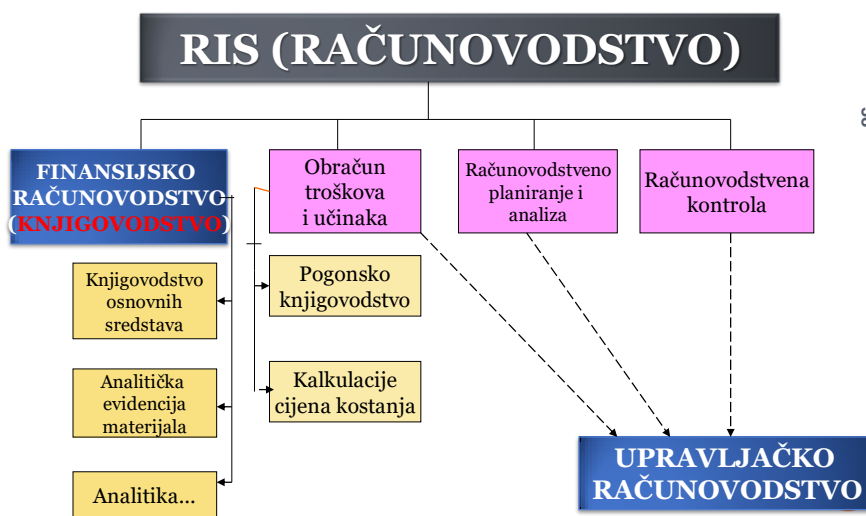 RIS (RAČUNOVODSTVO)
FINANSIJSKO
RAČUNOVODSTVO
(KNJIGOVODSTVO)
Obračun
troškova
i učinaka
Računovodstveno
planiranje i
analiza
Računovodstvena
kontrola
Knjigovodstvo
osnovnih
sredstava
Pogonsko
knjigovodstvo
Analitička
evidencija
materijala
Kalkulacije
cijena kostanja
Analitika...
UPRAVLJAČKO
RAČUNOVODSTVO